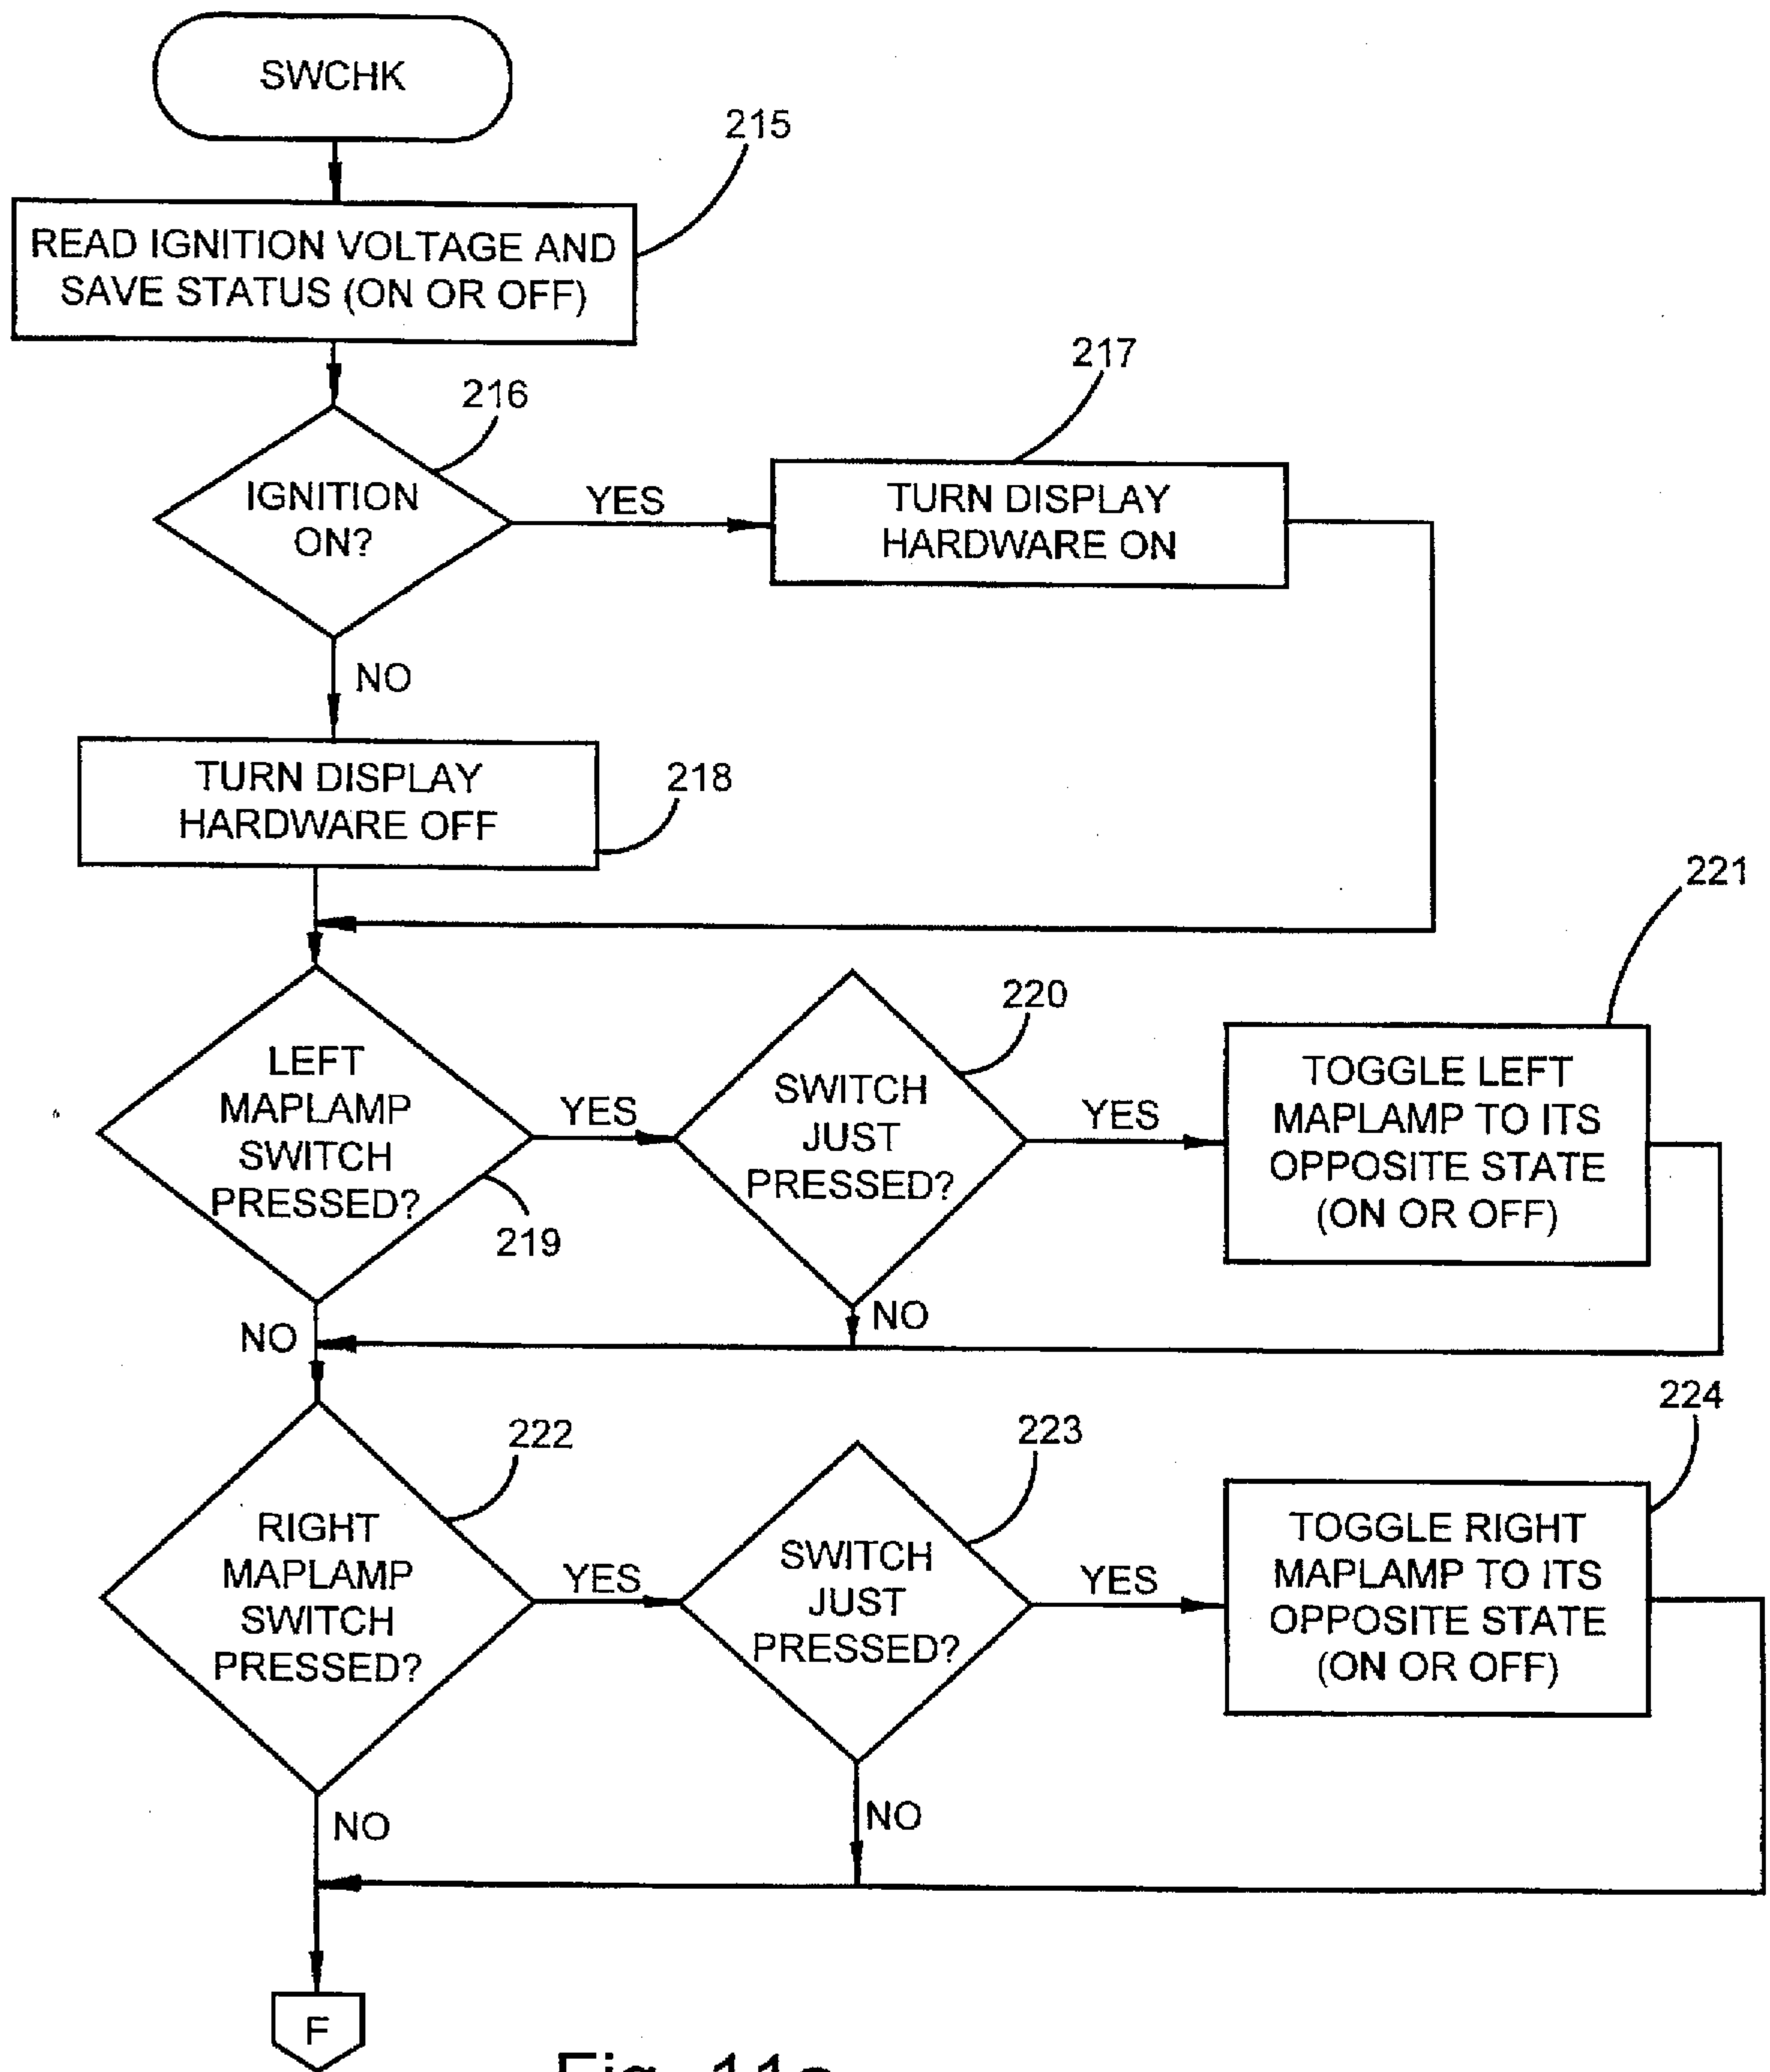 SWCHK
215
READ IGNITION VOLTAGE AND
SAVE STATUS (ON OR OFF)
216
217
IGNITION
ON?
YES
TURN DISPLAY
HARDWARE ON
NO
TURN DISPLAY
HARDWARE OFF
218
221
220
LEFT
MAPLAMP
SWITCH
PRESSED?
219
YES
SWITCH
JUST
PRESSED?
YES
TOGGLE LEFT
MAPLAMP TO ITS
OPPOSITE STATE
(ON OR OFF)
NO
NO
222
223
224
RIGHT
MAPLAMP
SWITCH
PRESSED?
YES
SWITCH
JUST
PRESSED?
YES
TOGGLE RIGHT
MAPLAMP TO ITS
OPPOSITE STATE
(ON OR OFF)
NO
NO
F